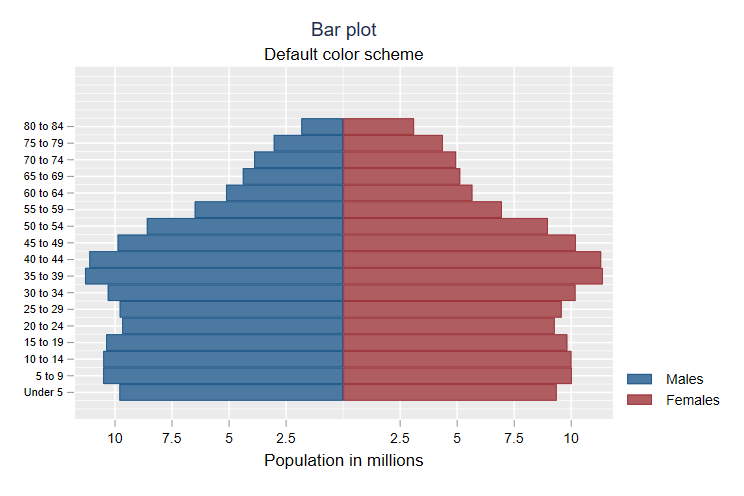 Bar plot
Default color scheme
80 to 84
75 to 79
70 to 74
65 to 69
60 to 64
55 to 59
50 to 54
45 to 49
40 to 44
35 to 39
30 to 34
25 to 29
20 to 24
15 to 19
10 to 14
5 to 9
Under 5
10 7.5 5 2.5 2.5 5 7.5 10
Population in millions
Males
Females